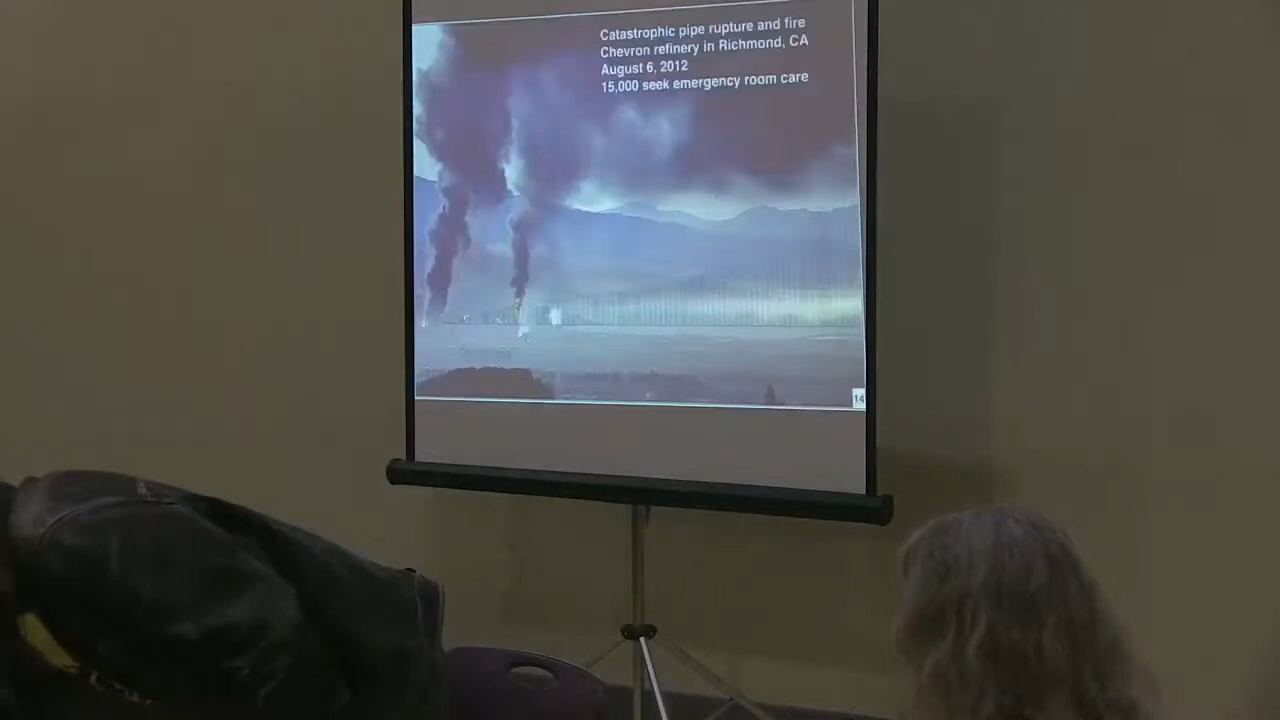 Catastrophic pipe rupture and fire
Chevron refinery in Richmond, CA
August 6, 2012
15,000 seek emergency room care
14